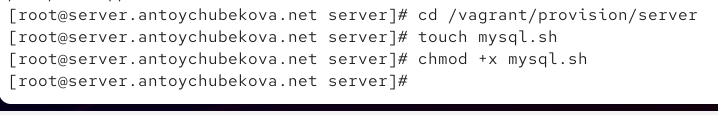 [root@server.antoychubekova.net server]# cd /vagrant/provision/server
[root@server.antoychubekova.net server]# touch mysql.sh
[root@server.antoychubekova.net server]# chmod +x mysql.sh
[root@server.antoychubekova.net server]#